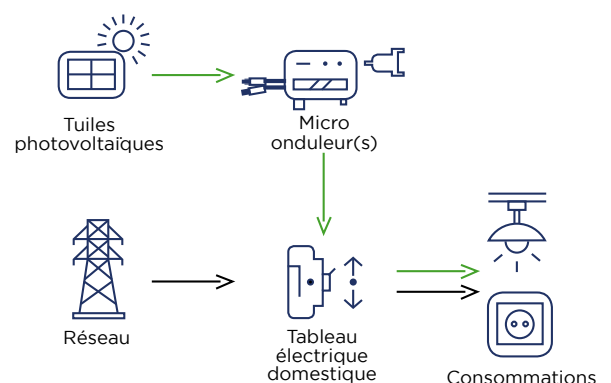 Tuiles
photovoltaïques
Micro
onduleur(s)
Réseau
Tableau
électrique
domestique
Consommations